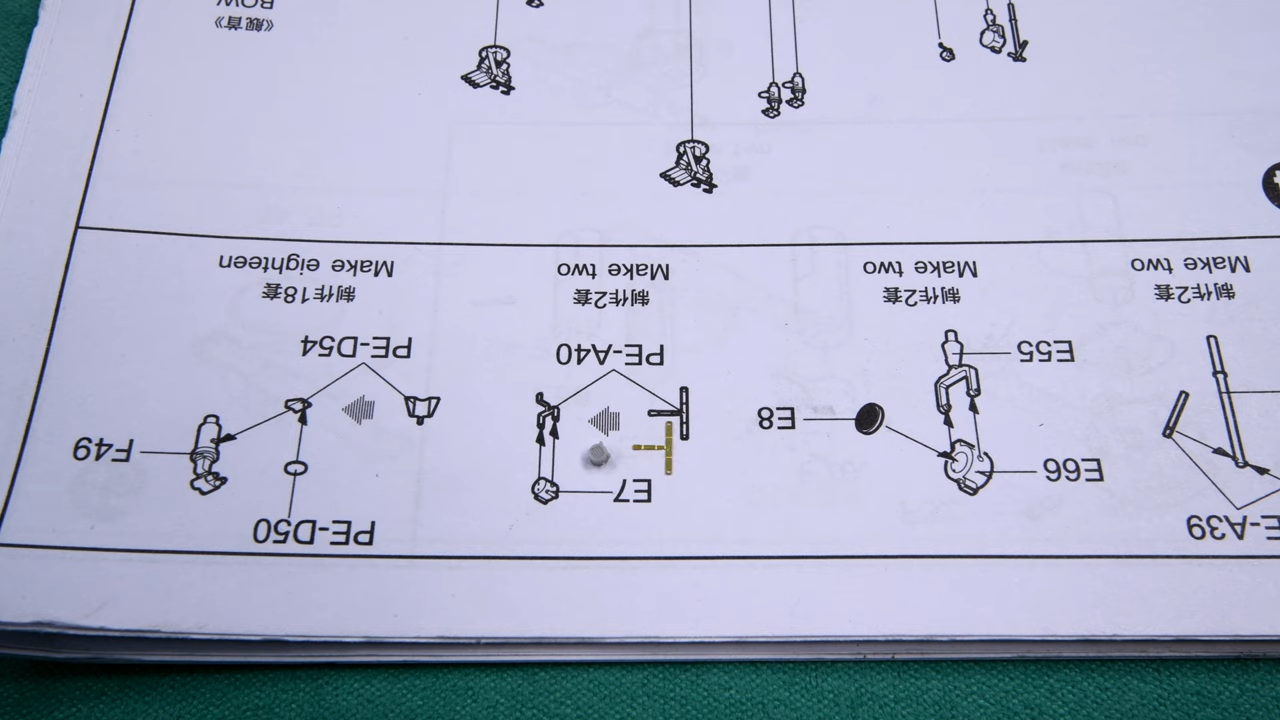 《舰首》
BOW
PE-A39
制作2套
Make two
E66
E55
E8
制作2套
Make two
E7
PE-A40
制作2套
Make two
PE-D50
F49
PE-D54
制作18套
Make eighteen